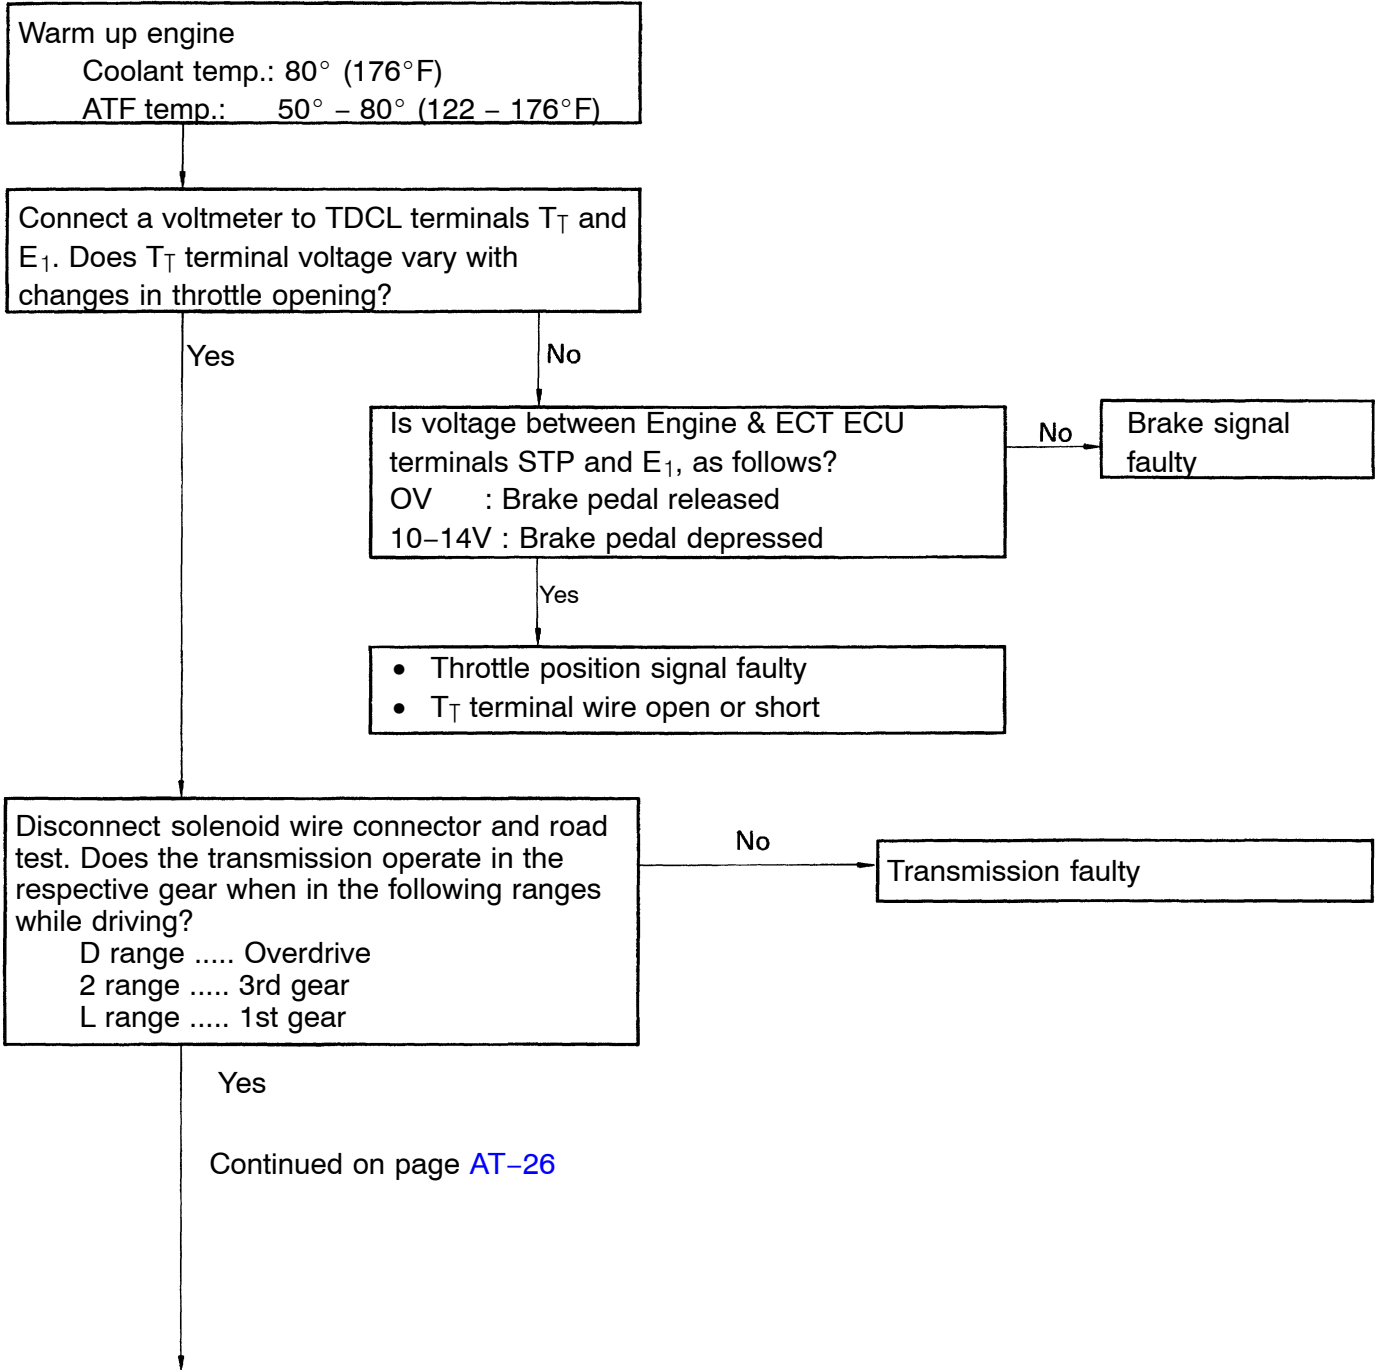 Warm up engine
Coolant temp.: 80° (176°F)
ATF temp.: 50° – 80° (122 – 176°F)
Connect a voltmeter to TDCL terminals TT and
E1. Does TT terminal voltage vary with
changes in throttle opening?
Yes
No
Is voltage between Engine & ECT ECU
terminals STP and E1, as follows?
OV : Brake pedal released
10–14V : Brake pedal depressed
No
Brake signal
faulty
Yes
• Throttle position signal faulty
• TT terminal wire open or short
Disconnect solenoid wire connector and road
test. Does the transmission operate in the
respective gear when in the following ranges
while driving?
D range ..... Overdrive
2 range ..... 3rd gear
L range ..... 1st gear
No
Transmission faulty
Yes
Continued on page AT–26